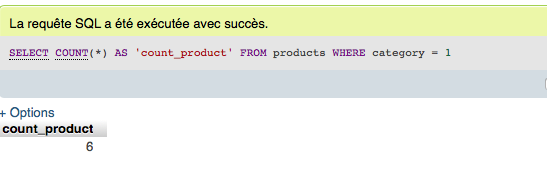 La requête SQL a été exécutée avec succès.
SELECT COUNT(*) AS 'count_product' FROM products WHERE category = 1
+ Options
count_product
6